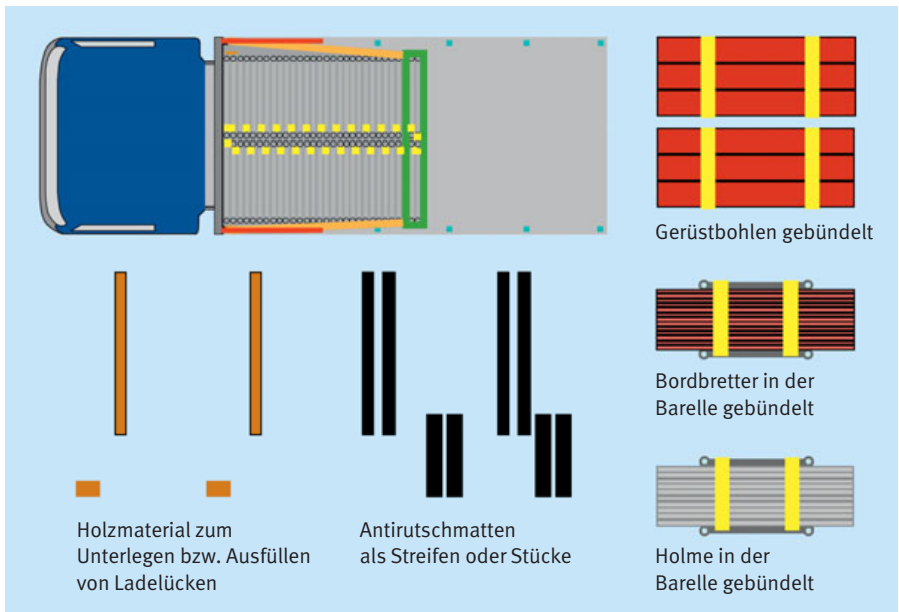 Gerüstbohlen gebündelt
Bordbretter in der
Barelle gebündelt
Holzmaterial zum
Unterlegen bzw. Ausfüllen
von Ladelücken
Antirutschmatten
als Streifen oder Stücke
Holme in der
Barelle gebündelt